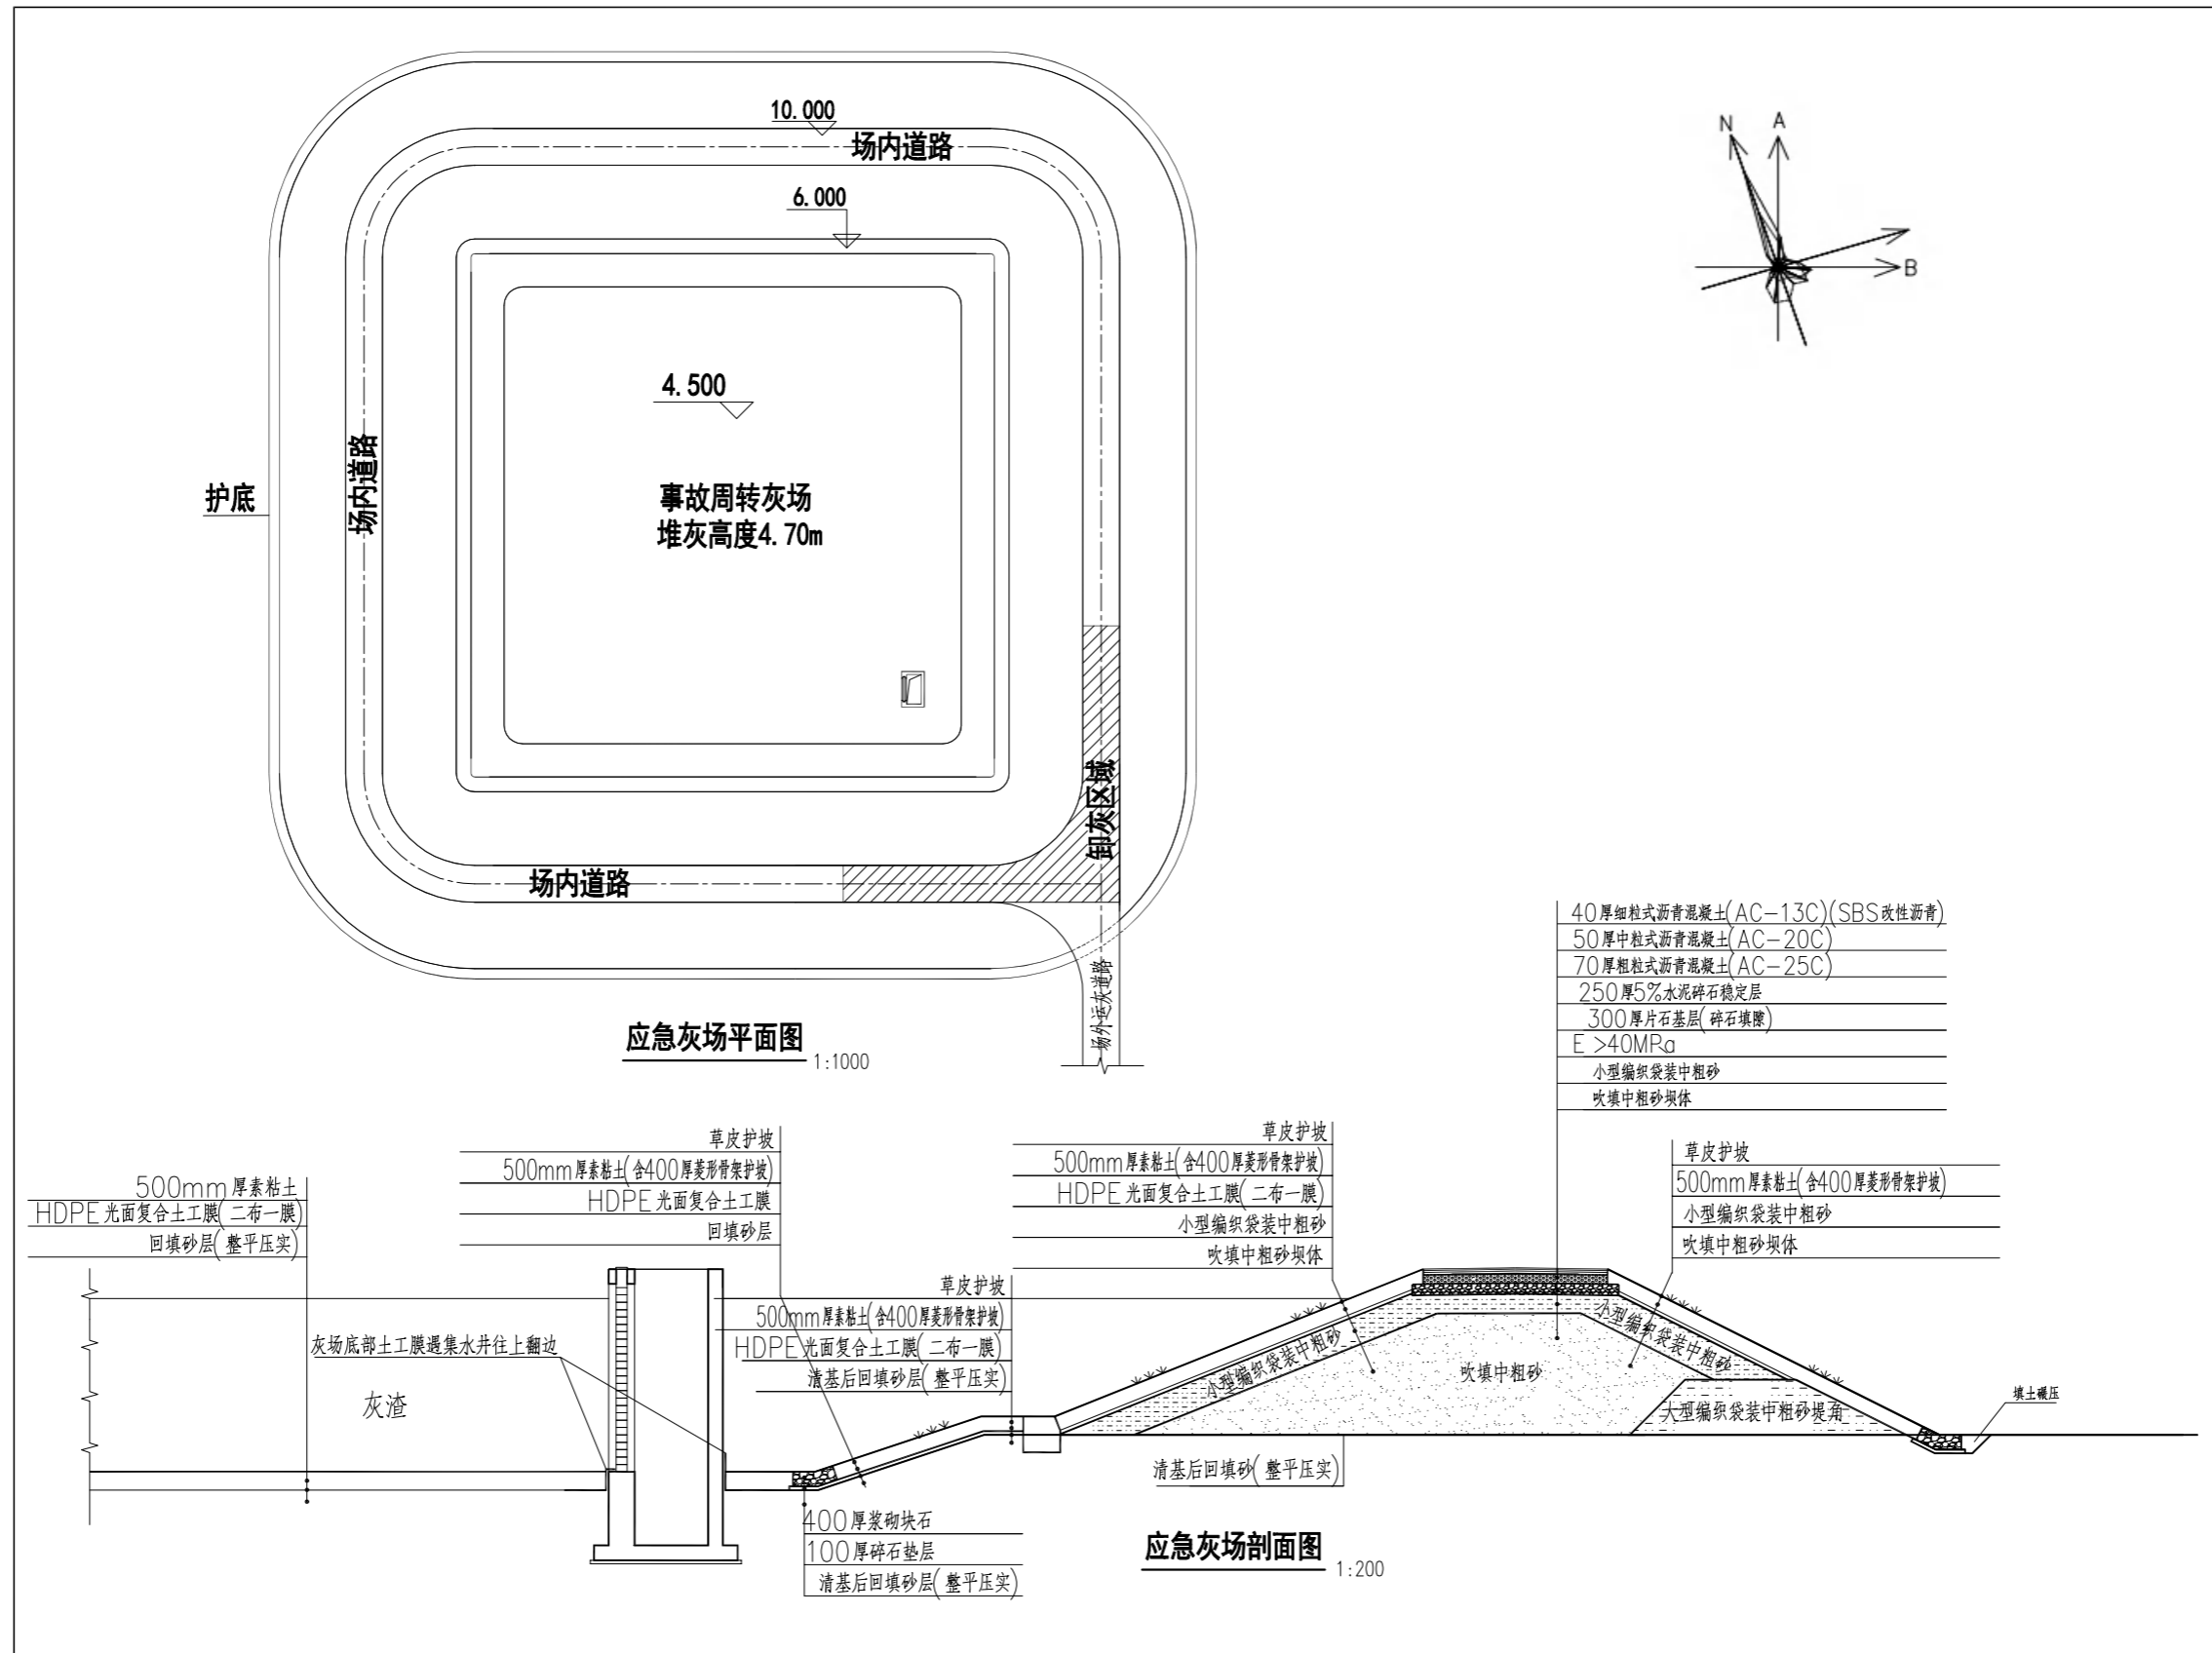 10.000
场内道路
6.000
N
A
B
4.500
场内道路
护底
事故周转灰场
堆灰高度4.70m
卸灰区域
场内道路
场外运灰道路
应急灰场平面图
1:1000
40厚细粒式沥青混凝土(AC-13C)(SBS改性沥青)
50厚中粒式沥青混凝土(AC-20C)
70厚粗粒式沥青混凝土(AC-25C)
250厚5%水泥碎石稳定层
300厚片石基层(碎石填隙)
E >40MPa
小型编织袋装中粗砂
吹填中粗砂坝体
500mm厚素粘土
HDPE光面复合土工膜(二布一膜)
回填砂层(整平压实)
草皮护坡
500mm厚素粘土(含400厚菱形骨架护坡)
HDPE光面复合土工膜
回填砂层
草皮护坡
500mm厚素粘土(含400厚菱形骨架护坡)
HDPE光面复合土工膜(二布一膜)
小型编织袋装中粗砂
吹填中粗砂坝体
草皮护坡
500mm厚素粘土(含400厚菱形骨架护坡)
小型编织袋装中粗砂
吹填中粗砂坝体
草皮护坡
500mm厚素粘土(含400厚菱形骨架护坡)
HDPE光面复合土工膜(二布一膜)
清基后回填砂层(整平压实)
灰场底部土工膜遇集水井往上翻边
灰渣
小型编织袋装中粗砂
吹填中粗砂
小型编织袋装中粗砂
大型编织袋装中粗砂堤角
填土碾压
清基后回填砂(整平压实)
400厚浆砌块石
100厚碎石垫层
清基后回填砂层(整平压实)
应急灰场剖面图
1:200